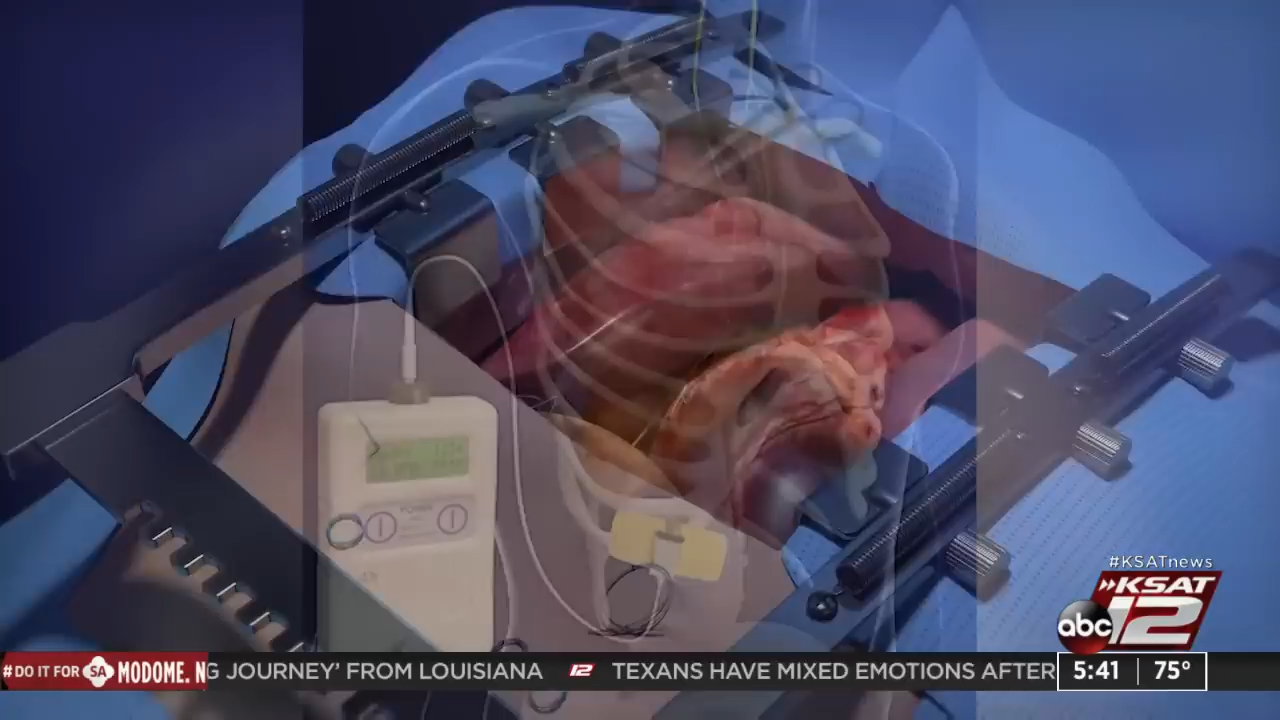 #KSATnews
KSAT
abc 12
#DO IT FOR SA MODOME. N G JOURNEY' FROM LOUISIANA 12 TEXANS HAVE MIXED EMOTIONS AFTER 5:41 75°